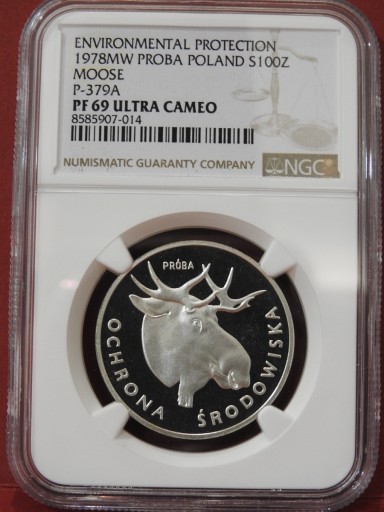 ENVIRONMENTAL PROTECTION
1978MW PROBA POLAND S100Z
MOOSE
P-379A
PF 69 ULTRA CAMEO
8585907-014
NUMISMATIC GUARANTY COMPANY
NGC
PRÓBA
OCHRONA ŚRODOWISKA